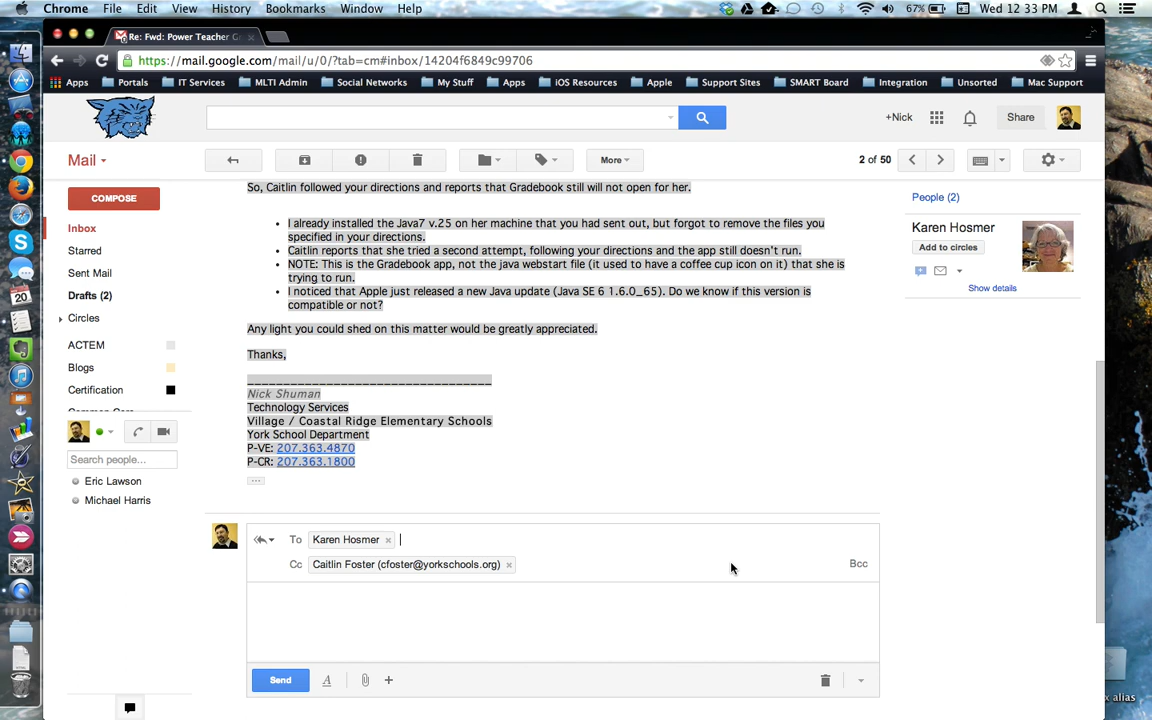 Chrome File Edit View History Bookmarks Window Help 67% Wed 12 33 PM
Re: Fwd: Power Teacher Gr
https://mail.google.com/mail/u/0/?tab=cm#inbox/14204f6849c99706
Apps Portals IT Services MLTI Admin Social Networks My Stuff Apps iOS Resources Apple Support Sites SMART Board Integration Unsorted Mac Support
+Nick Share
Mail More 2 of 50
COMPOSE
Inbox
Starred
Sent Mail
Drafts (2)
Circles
ACTEM
Blogs
Certification
Common Core
Search people...
Eric Lawson
Michael Harris
So, Caitlin followed your directions and reports that Gradebook still will not open for her.
• I already installed the Java7 v.25 on her machine that you had sent out, but forgot to remove the files you
specified in your directions.
• Caitlin reports that she tried a second attempt, following your directions and the app still doesn't run.
• NOTE: This is the Gradebook app, not the java webstart file (it used to have a coffee cup icon on it) that she is
trying to run.
• I noticed that Apple just released a new Java update (Java SE 6 1.6.0_65). Do we know if this version is
compatible or not?
Any light you could shed on this matter would be greatly appreciated.
Thanks,
__________________________________
Nick Shuman
Technology Services
Village / Coastal Ridge Elementary Schools
York School Department
P-VE: 207.363.4870
P-CR: 207.363.1800
...
To Karen Hosmer ×
Cc Caitlin Foster (cfoster@yorkschools.org) × Bcc
Send A
People (2)
Karen Hosmer
Add to circles
Show details
20
x alias